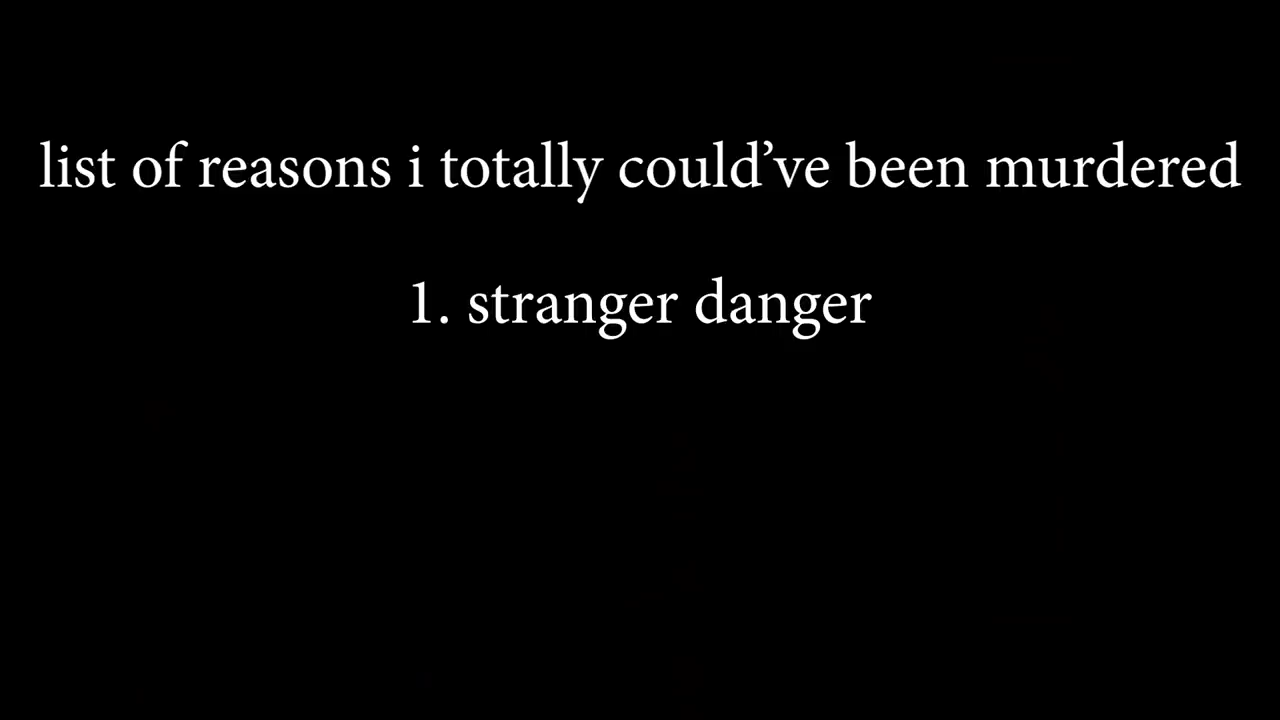 list of reasons i totally could’ve been murdered
1. stranger danger